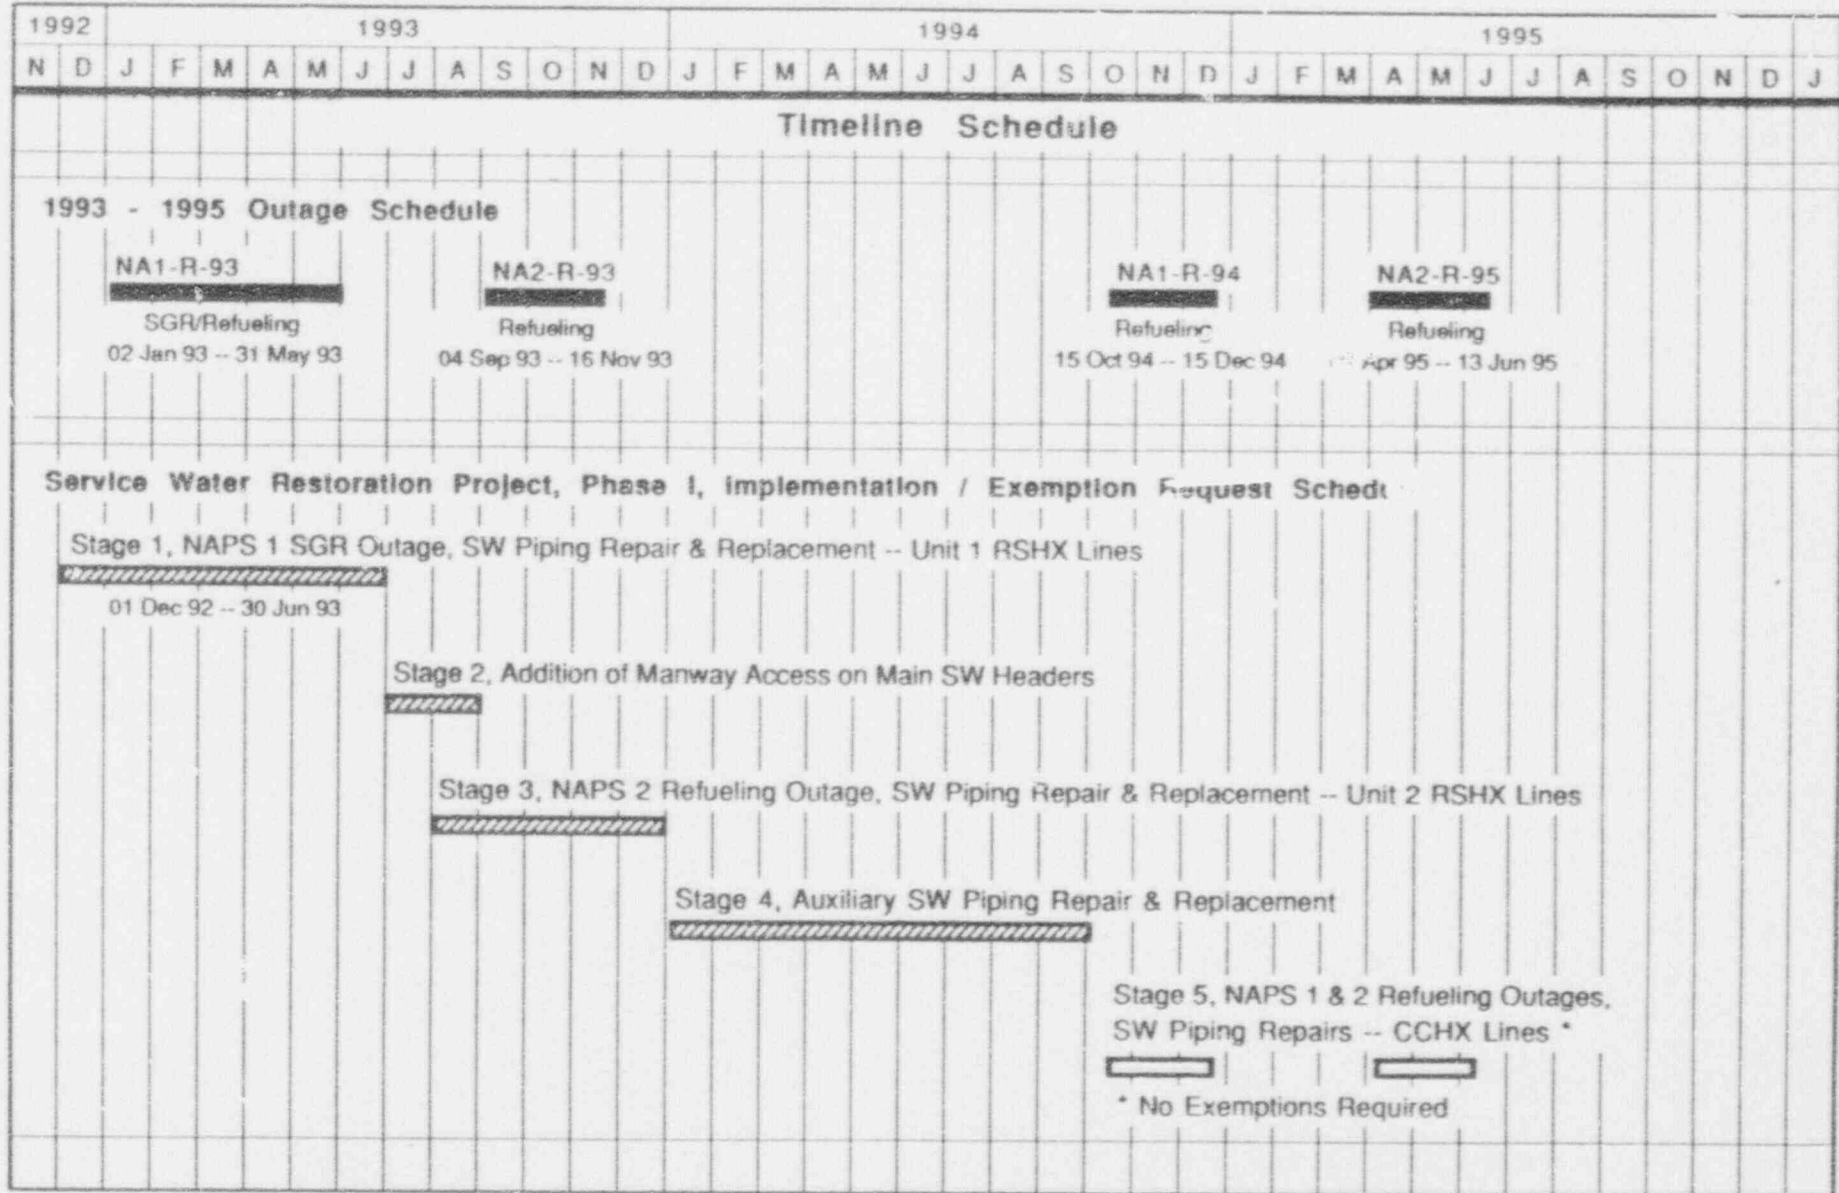 1992 1993 1994 1995
N D J F M A M J J A S O N D J F M A M J J A S O N D J F M A M J J A S O N D J
Timeline Schedule
1993 - 1995 Outage Schedule
NA1-R-93 NA2-R-93 NA1-R-94 NA2-R-95
SGR/Refueling Refueling Refueling Refueling
02 Jan 93 -- 31 May 93 04 Sep 93 -- 16 Nov 93 15 Oct 94 -- 15 Dec 94 Apr 95 -- 13 Jun 95
Service Water Restoration Project, Phase I, Implementation / Exemption Request
Stage 1, NAPS 1 SGR Outage, SW Piping Repair & Replacement -- Unit 1 RSHX Lines
01 Dec 92 -- 30 Jun 93
Stage 2, Addition of Manway Access on Main SW Headers
Stage 3, NAPS 2 Refueling Outage, SW Piping Repair & Replacement -- Unit 2 RSHX Lines
Stage 4, Auxiliary SW Piping Repair & Replacement
Stage 5, NAPS 1 & 2 Refueling Outages,
SW Piping Repairs -- CCHX Lines *
* No Exemptions Required